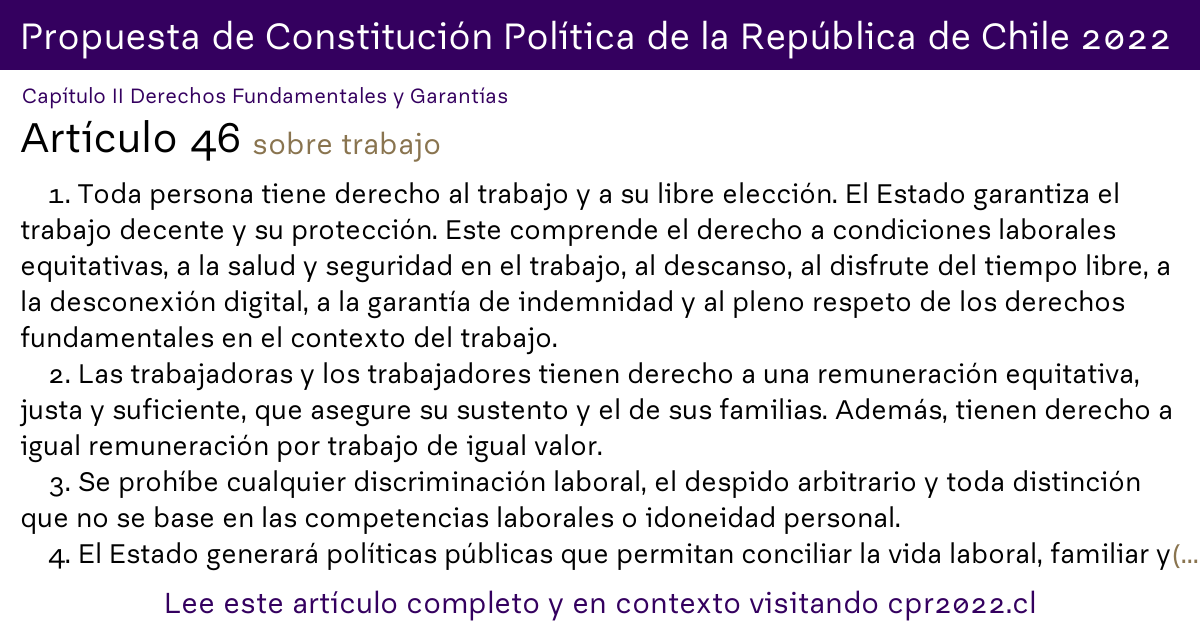 Propuesta de Constitución Política de la República de Chile 2022
Capítulo II Derechos Fundamentales y Garantías
Artículo 46 sobre trabajo
1. Toda persona tiene derecho al trabajo y a su libre elección. El Estado garantiza el
trabajo decente y su protección. Este comprende el derecho a condiciones laborales
equitativas, a la salud y seguridad en el trabajo, al descanso, al disfrute del tiempo libre, a
la desconexión digital, a la garantía de indemnidad y al pleno respeto de los derechos
fundamentales en el contexto del trabajo.
2. Las trabajadoras y los trabajadores tienen derecho a una remuneración equitativa,
justa y suficiente, que asegure su sustento y el de sus familias. Además, tienen derecho a
igual remuneración por trabajo de igual valor.
3. Se prohíbe cualquier discriminación laboral, el despido arbitrario y toda distinción
que no se base en las competencias laborales o idoneidad personal.
4. El Estado generará políticas públicas que permitan conciliar la vida laboral, familiar y(...
Lee este artículo completo y en contexto visitando cpr2022.cl